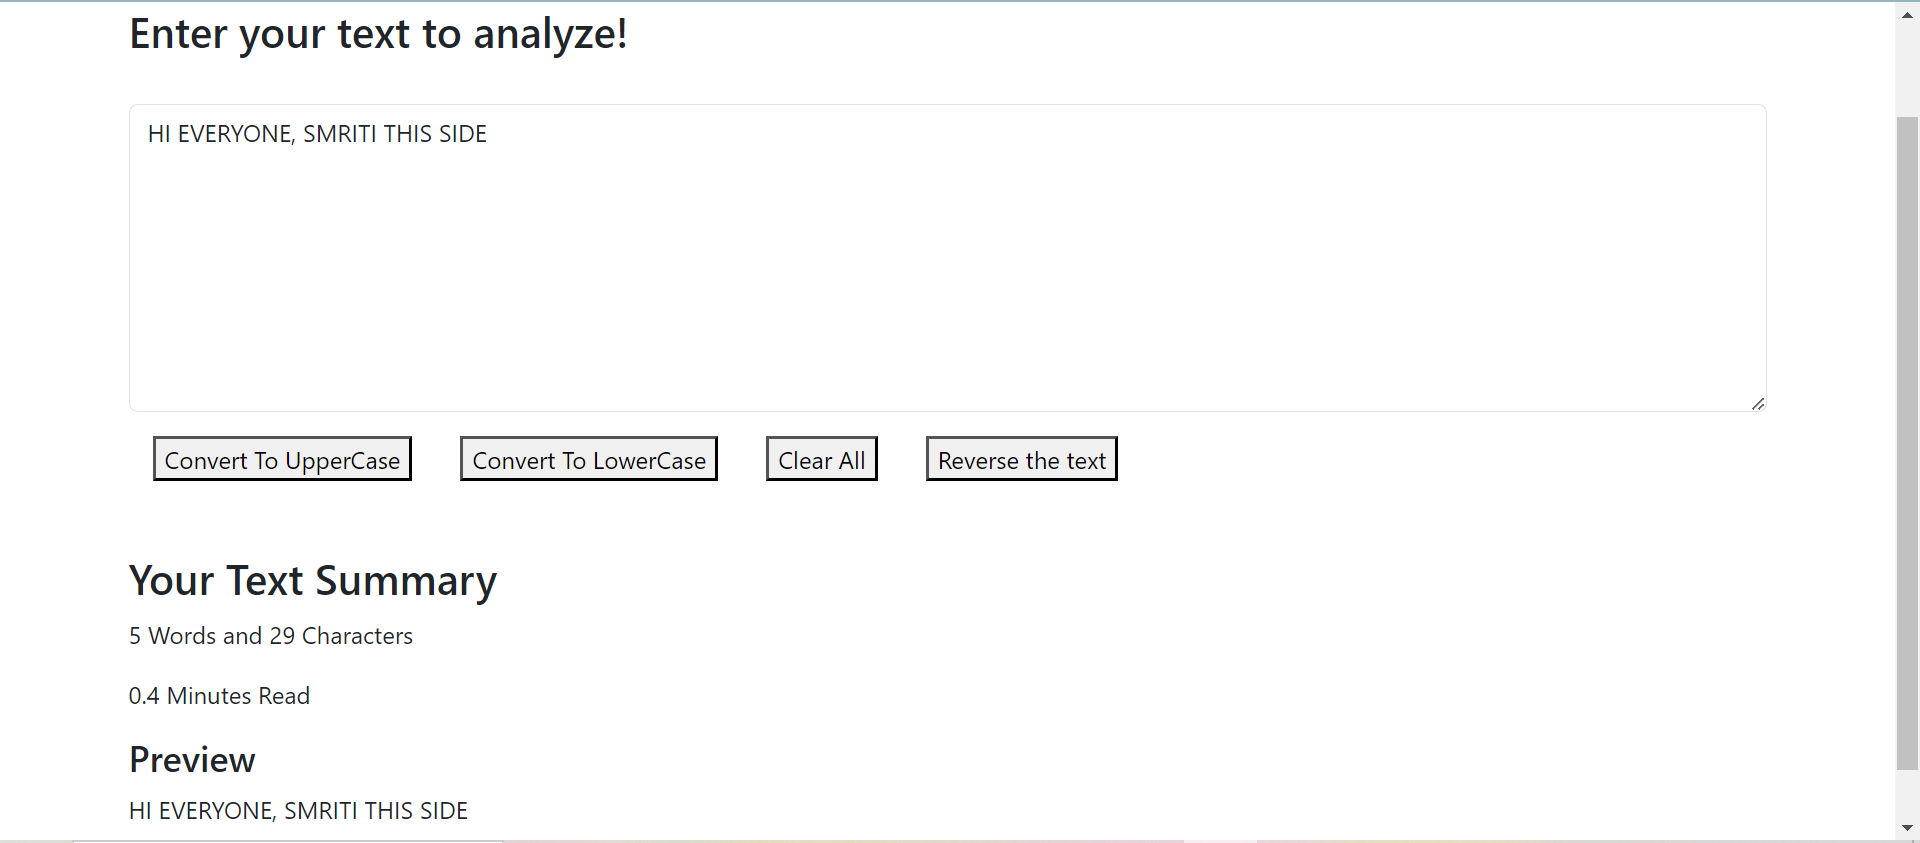 Enter your text to analyze!
HI EVERYONE, SMRITI THIS SIDE
Convert To UpperCase Convert To LowerCase Clear All Reverse the text
Your Text Summary
5 Words and 29 Characters
0.4 Minutes Read
Preview
HI EVERYONE, SMRITI THIS SIDE